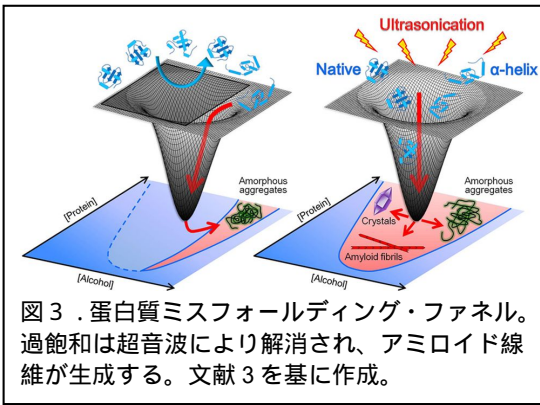 Ultrasonication
Native
α-helix
Amorphous
aggregates
[Protein]
[Alcohol]
Amorphous
aggregates
[Protein]
Crystals
Amyloid fibrils
[Alcohol]
図3.蛋白質ミスフォールディング・ファネル。
過飽和は超音波により解消され、アミロイド線
維が生成する。文献3を基に作成。